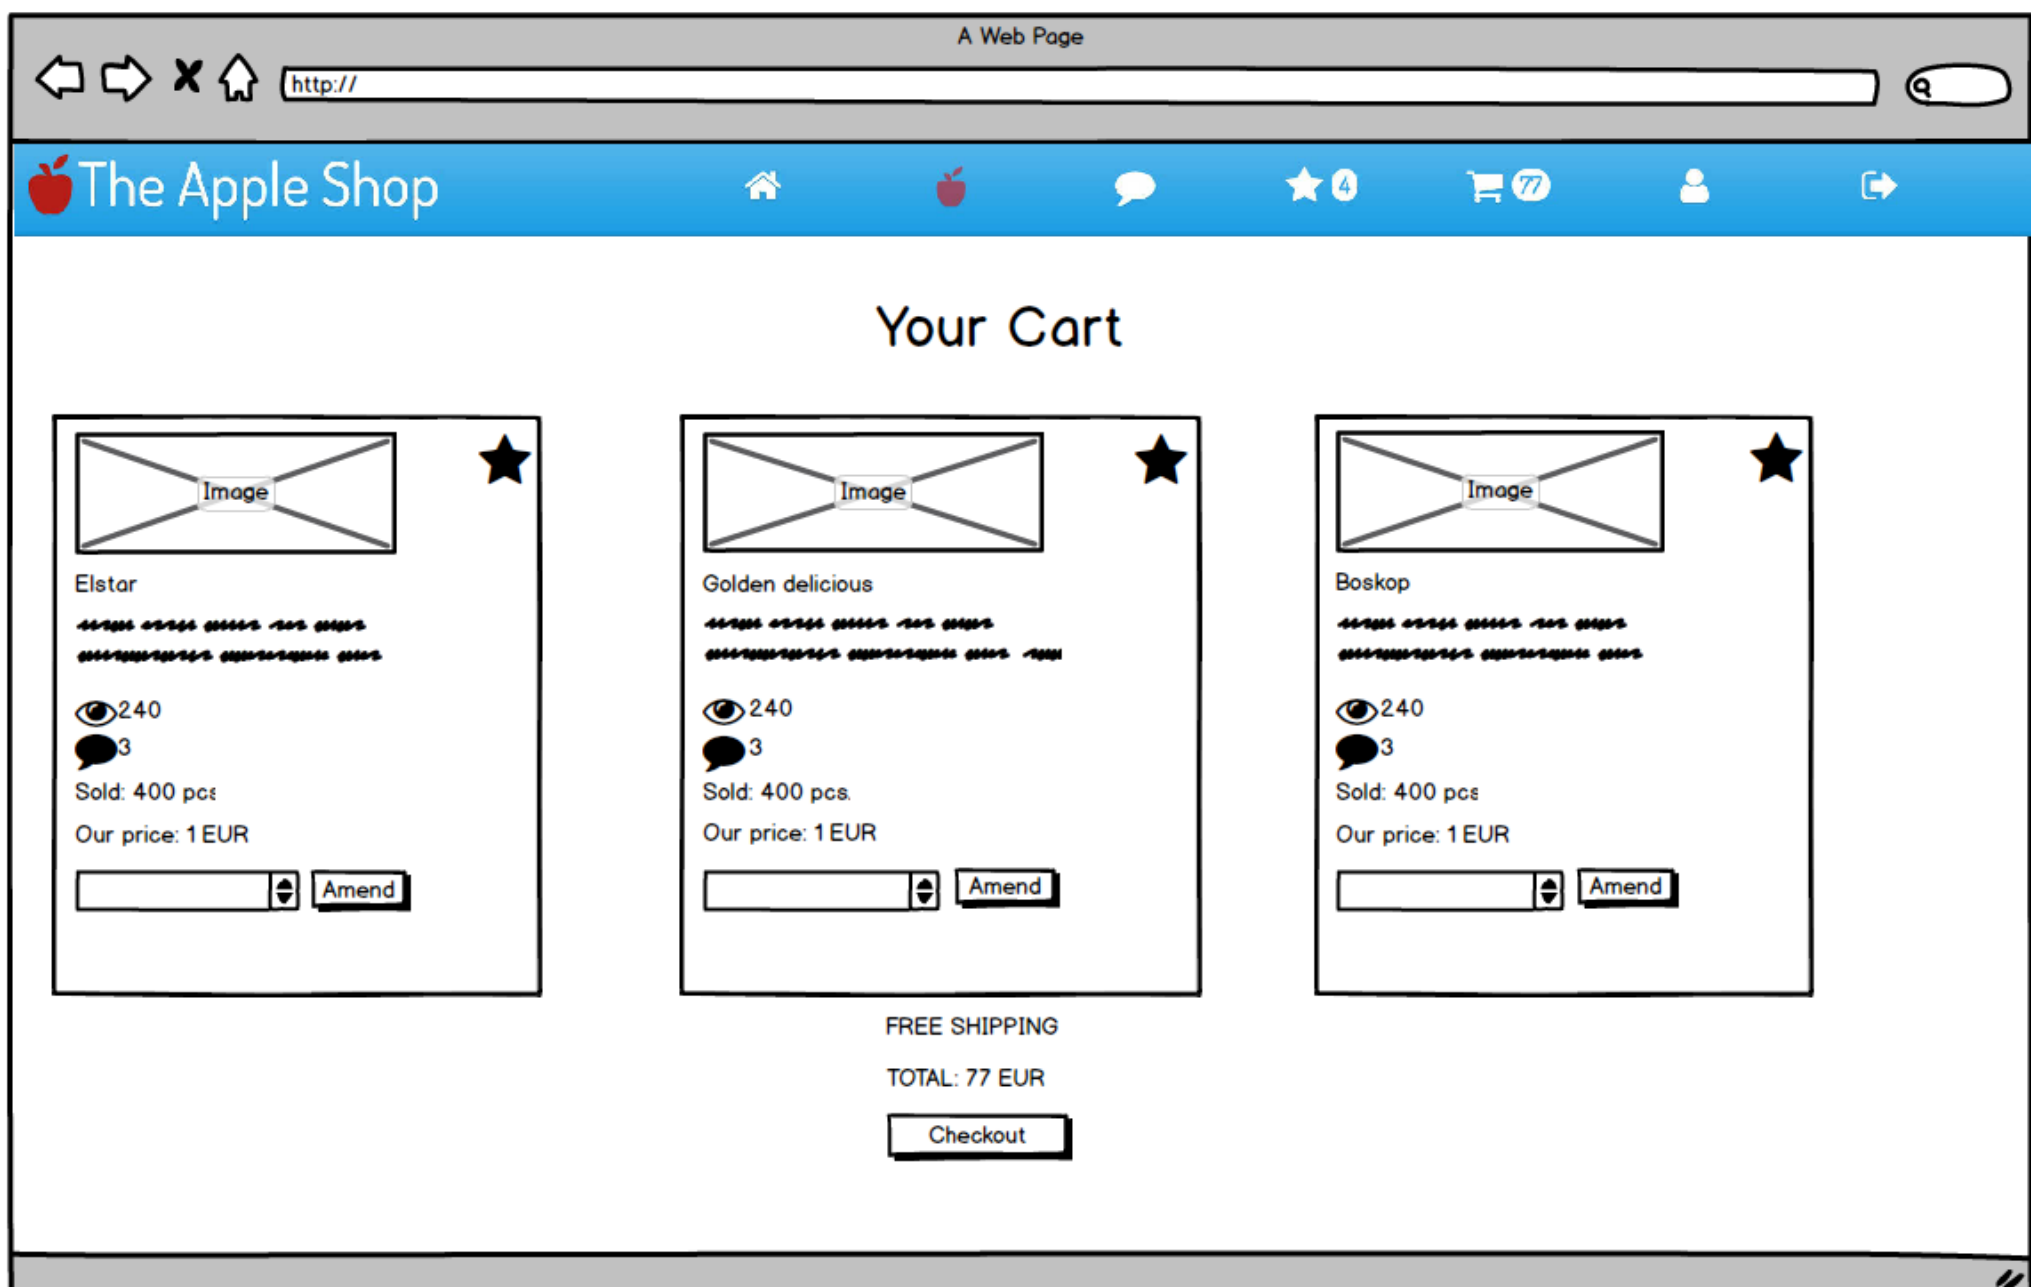 A Web Page
http://
The Apple Shop
4
77
Your Cart
Image
Elstar
240
3
Sold: 400 pcs
Our price: 1 EUR
Amend
Image
Golden delicious
240
3
Sold: 400 pcs.
Our price: 1 EUR
Amend
Image
Boskop
240
3
Sold: 400 pcs
Our price: 1 EUR
Amend
FREE SHIPPING
TOTAL: 77 EUR
Checkout